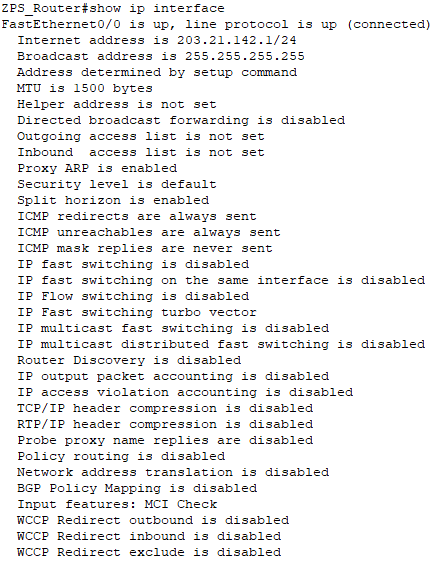 ZPS_Router#show ip interface
FastEthernet0/0 is up, line protocol is up (connected)
  Internet address is 203.21.142.1/24
  Broadcast address is 255.255.255.255
  Address determined by setup command
  MTU is 1500 bytes
  Helper address is not set
  Directed broadcast forwarding is disabled
  Outgoing access list is not set
  Inbound  access list is not set
  Proxy ARP is enabled
  Security level is default
  Split horizon is enabled
  ICMP redirects are always sent
  ICMP unreachables are always sent
  ICMP mask replies are never sent
  IP fast switching is disabled
  IP fast switching on the same interface is disabled
  IP Flow switching is disabled
  IP Fast switching turbo vector
  IP multicast fast switching is disabled
  IP multicast distributed fast switching is disabled
  Router Discovery is disabled
  IP output packet accounting is disabled
  IP access violation accounting is disabled
  TCP/IP header compression is disabled
  RTP/IP header compression is disabled
  Probe proxy name replies are disabled
  Policy routing is disabled
  Network address translation is disabled
  BGP Policy Mapping is disabled
  Input features: MCI Check
  WCCP Redirect outbound is disabled
  WCCP Redirect inbound is disabled
  WCCP Redirect exclude is disabled